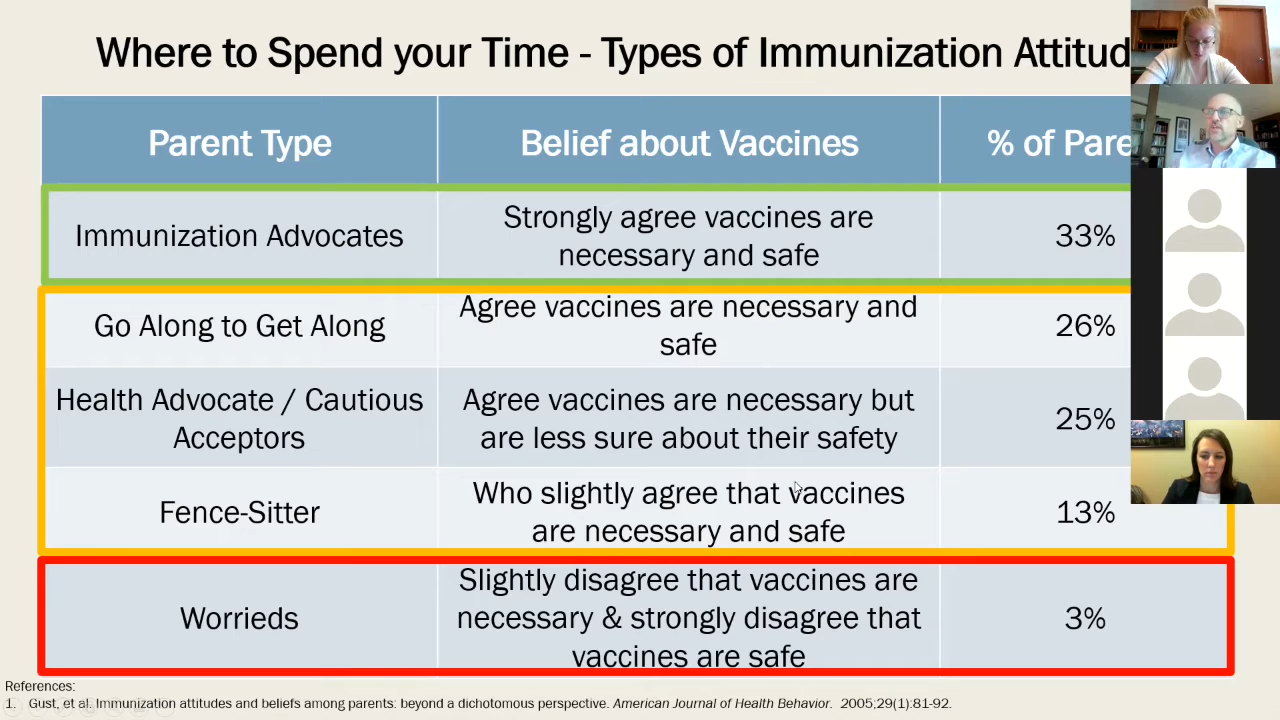 Where to Spend your Time - Types of Immunization Attitud
Parent Type
Belief about Vaccines
% of Pare
Immunization Advocates
Strongly agree vaccines are
necessary and safe
33%
Go Along to Get Along
Agree vaccines are necessary and
safe
26%
Health Advocate / Cautious
Acceptors
Agree vaccines are necessary but
are less sure about their safety
25%
Fence-Sitter
Who slightly agree that vaccines
are necessary and safe
13%
Worrieds
Slightly disagree that vaccines are
necessary & strongly disagree that
vaccines are safe
3%
References:
1. Gust, et al. Immunization attitudes and beliefs among parents: beyond a dichotomous perspective. American Journal of Health Behavior. 2005;29(1):81-92.